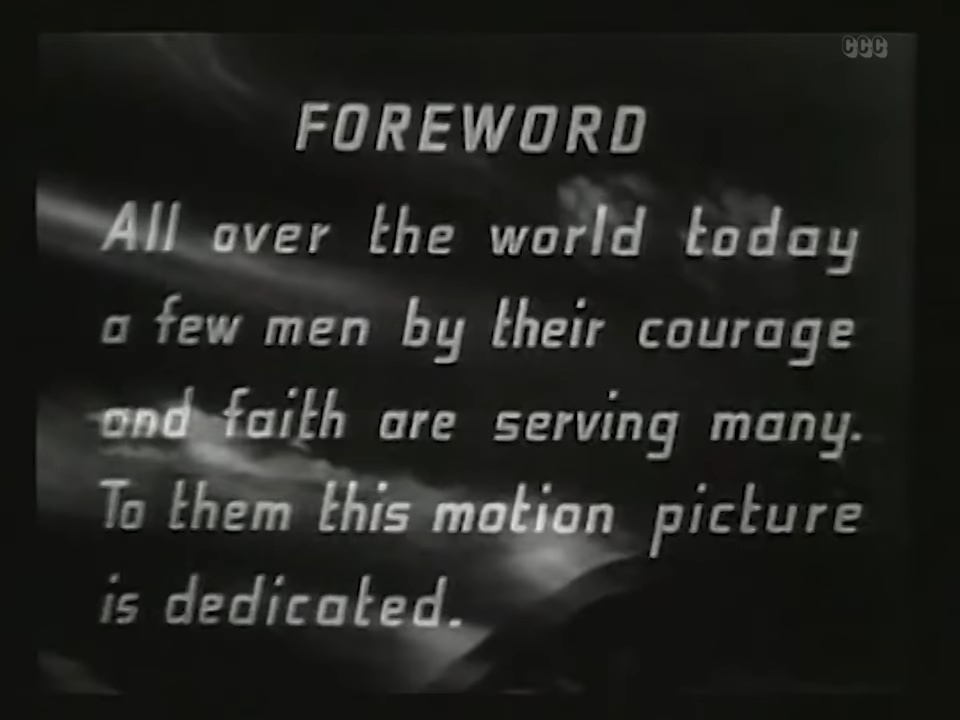 CCC
FOREWORD
All over the world today
a few men by their courage
and faith are serving many.
To them this motion picture
is dedicated.